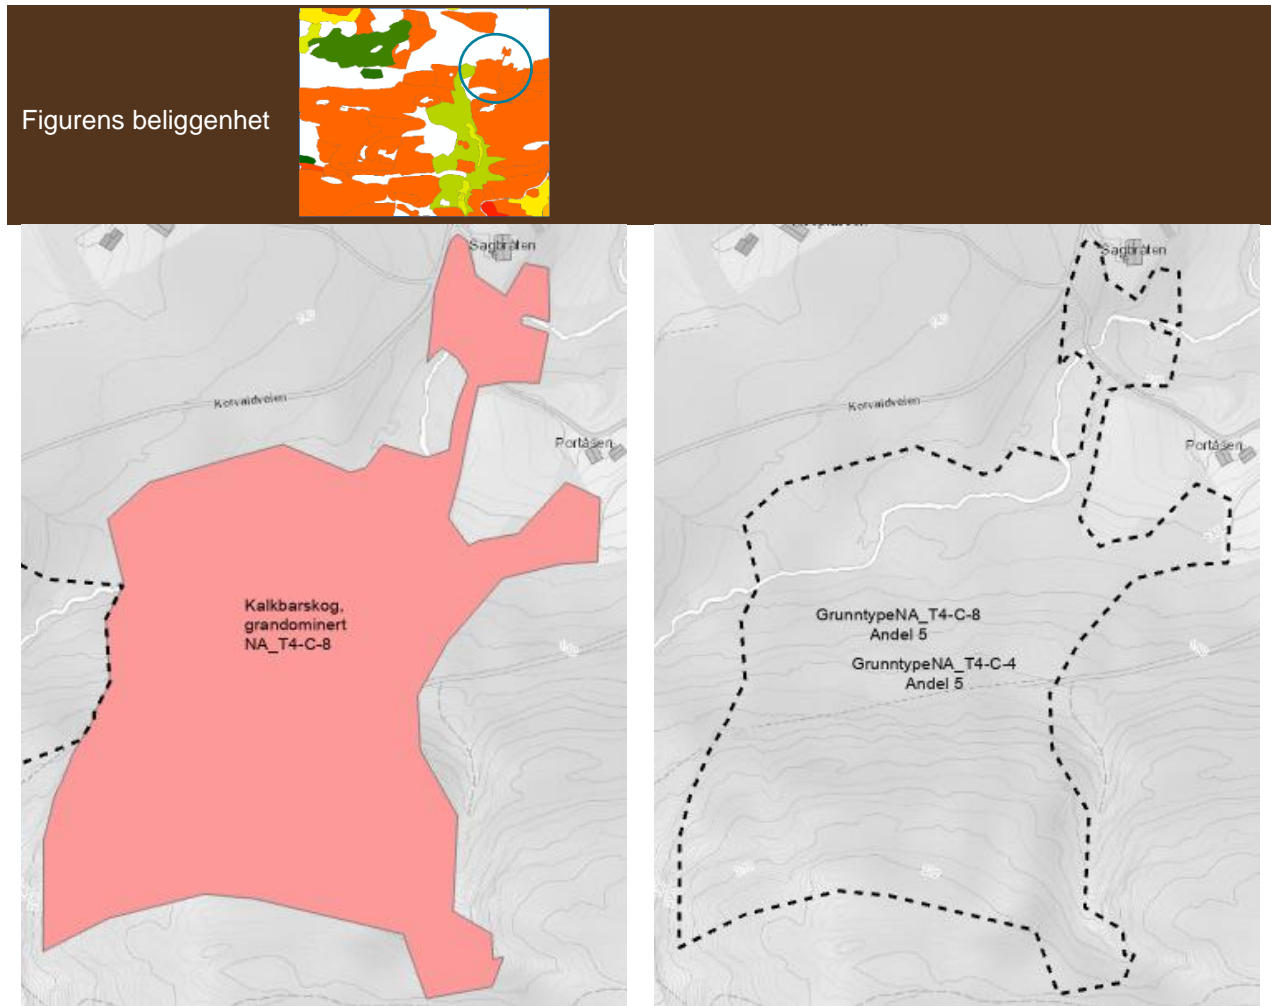 Figurens beliggenhet
Sagbråten
Korvaldveien
Portåsen
Kalkbarskog,
grandominert
NA_T4-C-8
Sagbråten
Korvaldveien
Portåsen
GrunntypeNA_T4-C-8
Andel 5
GrunntypeNA_T4-C-4
Andel 5